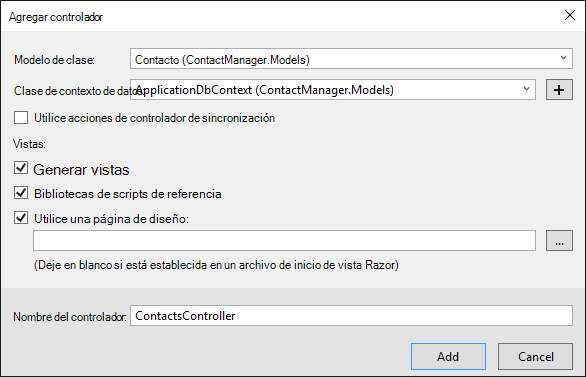 Agregar controlador
Modelo de clase: Contacto (ContactManager.Models)
Clase de contexto de datos: ApplicationDbContext (ContactManager.Models)
Utilice acciones de controlador de sincronización
Vistas:
Generar vistas
Bibliotecas de scripts de referencia
Utilice una página de diseño:
...
(Deje en blanco si está establecida en un archivo de inicio de vista Razor)
Nombre del controlador: ContactsController
Add Cancel